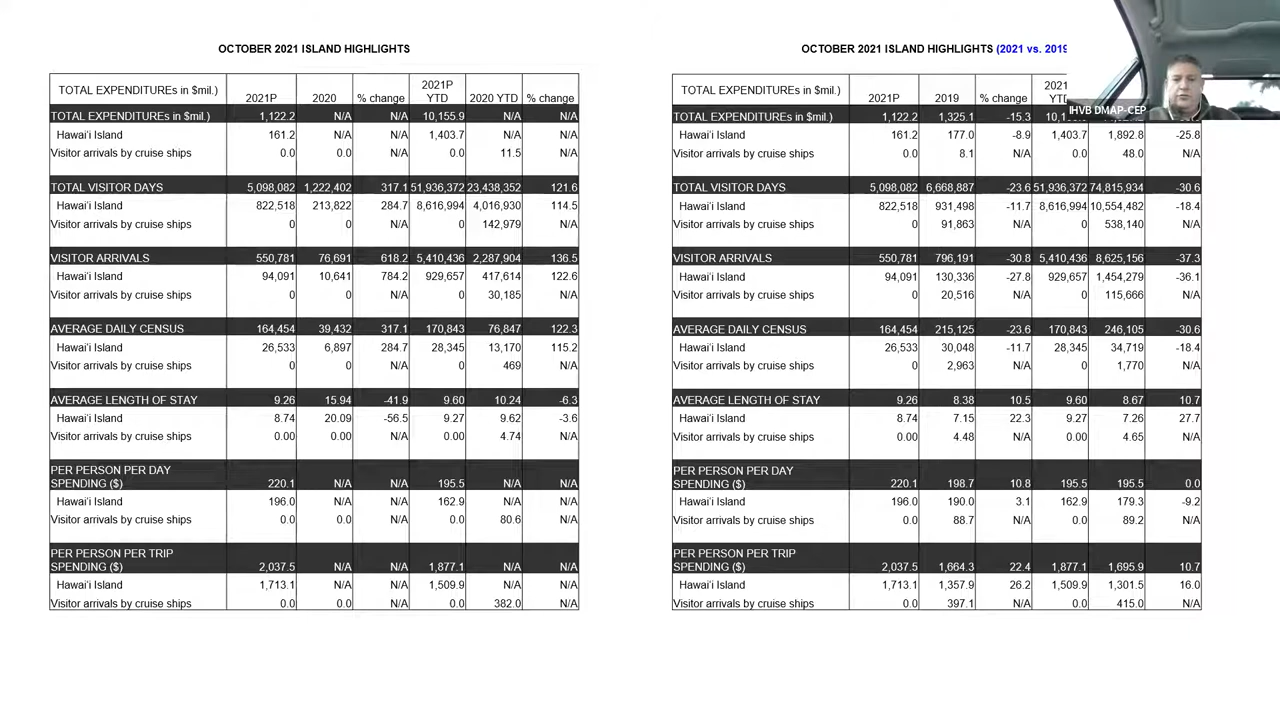 OCTOBER 2021 ISLAND HIGHLIGHTS
TOTAL EXPENDITUREs in $mil.) 2021P 2020 % change 2021P YTD 2020 YTD % change
TOTAL EXPENDITUREs in $mil.) 1,122.2 N/A N/A 10,155.9 N/A N/A
Hawai'i Island 161.2 N/A N/A 1,403.7 N/A N/A
Visitor arrivals by cruise ships 0.0 0.0 N/A 0.0 11.5 N/A
TOTAL VISITOR DAYS 5,098,082 1,222,402 317.1 51,936,372 23,438,352 121.6
Hawai'i Island 822,518 213,822 284.7 8,616,994 4,016,930 114.5
Visitor arrivals by cruise ships 0 0 N/A 0 142,979 N/A
VISITOR ARRIVALS 550,781 76,691 618.2 5,410,436 2,287,904 136.5
Hawai'i Island 94,091 10,641 784.2 929,657 417,614 122.6
Visitor arrivals by cruise ships 0 0 N/A 0 30,185 N/A
AVERAGE DAILY CENSUS 164,454 39,432 317.1 170,843 76,847 122.3
Hawai'i Island 26,533 6,897 284.7 28,345 13,170 115.2
Visitor arrivals by cruise ships 0 0 N/A 0 469 N/A
AVERAGE LENGTH OF STAY 9.26 15.94 -41.9 9.60 10.24 -6.3
Hawai'i Island 8.74 20.09 -56.5 9.27 9.62 -3.6
Visitor arrivals by cruise ships 0.00 0.00 N/A 0.00 4.74 N/A
PER PERSON PER DAY
SPENDING ($) 220.1 N/A N/A 195.5 N/A N/A
Hawai'i Island 196.0 N/A N/A 162.9 N/A N/A
Visitor arrivals by cruise ships 0.0 0.0 N/A 0.0 80.6 N/A
PER PERSON PER TRIP
SPENDING ($) 2,037.5 N/A N/A 1,877.1 N/A N/A
Hawai'i Island 1,713.1 N/A N/A 1,509.9 N/A N/A
Visitor arrivals by cruise ships 0.0 0.0 N/A 0.0 382.0 N/A
OCTOBER 2021 ISLAND HIGHLIGHTS (2021 vs. 2019
TOTAL EXPENDITUREs in $mil.) 2021P 2019 % change
TOTAL EXPENDITUREs in $mil.) 1,122.2 1,325.1 -15.3
Hawai'i Island 161.2 177.0 -8.9 1,403.7 1,892.8 -25.8
Visitor arrivals by cruise ships 0.0 8.1 N/A 0.0 48.0 N/A
TOTAL VISITOR DAYS 5,098,082 6,668,887 -23.6 51,936,372 74,815,934 -30.6
Hawai'i Island 822,518 931,498 -11.7 8,616,994 10,554,482 -18.4
Visitor arrivals by cruise ships 0 91,863 N/A 0 538,140 N/A
VISITOR ARRIVALS 550,781 796,191 -30.8 5,410,436 8,625,156 -37.3
Hawai'i Island 94,091 130,336 -27.8 929,657 1,454,279 -36.1
Visitor arrivals by cruise ships 0 20,516 N/A 0 115,666 N/A
AVERAGE DAILY CENSUS 164,454 215,125 -23.6 170,843 246,105 -30.6
Hawai'i Island 26,533 30,048 -11.7 28,345 34,719 -18.4
Visitor arrivals by cruise ships 0 2,963 N/A 0 1,770 N/A
AVERAGE LENGTH OF STAY 9.26 8.38 10.5 9.60 8.67 10.7
Hawai'i Island 8.74 7.15 22.3 9.27 7.26 27.7
Visitor arrivals by cruise ships 0.00 4.48 N/A 0.00 4.65 N/A
PER PERSON PER DAY
SPENDING ($) 220.1 198.7 10.8 195.5 195.5 0.0
Hawai'i Island 196.0 190.0 3.1 162.9 179.3 -9.2
Visitor arrivals by cruise ships 0.0 88.7 N/A 0.0 89.2 N/A
PER PERSON PER TRIP
SPENDING ($) 2,037.5 1,664.3 22.4 1,877.1 1,695.9 10.7
Hawai'i Island 1,713.1 1,357.9 26.2 1,509.9 1,301.5 16.0
Visitor arrivals by cruise ships 0.0 397.1 N/A 0.0 415.0 N/A
IHVB DMAP-CEP